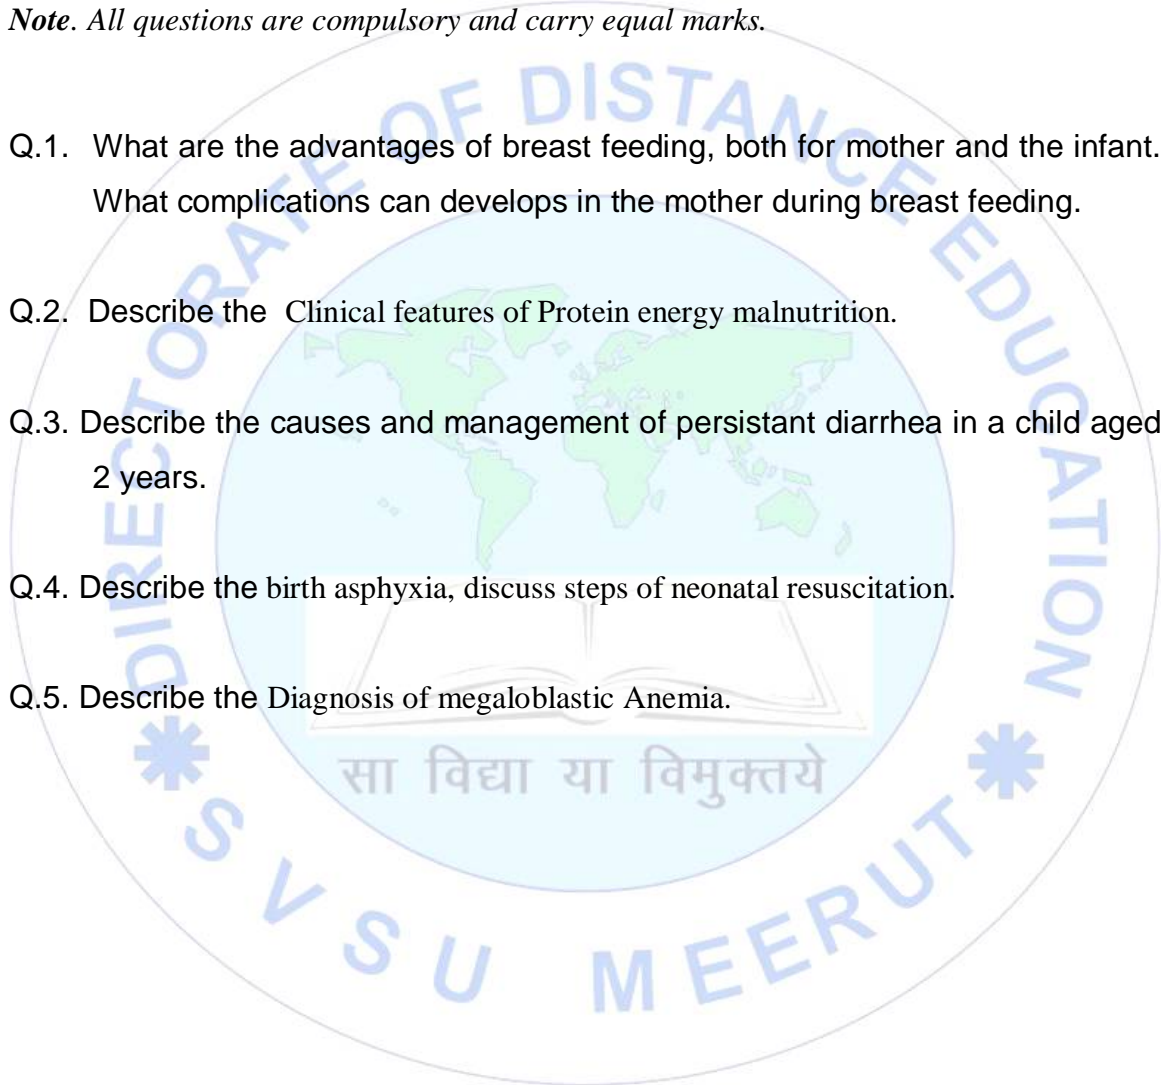 Note. All questions are compulsory and carry equal marks.
Q.1. What are the advantages of breast feeding, both for mother and the infant.
What complications can develops in the mother during breast feeding.
Q.2. Describe the Clinical features of Protein energy malnutrition.
Q.3. Describe the causes and management of persistant diarrhea in a child aged
2 years.
Q.4. Describe the birth asphyxia, discuss steps of neonatal resuscitation.
Q.5. Describe the Diagnosis of megaloblastic Anemia.
DIRECTORATE OF DISTANCE EDUCATION
सा विद्या या विमुक्तये
SVSU MEERUT